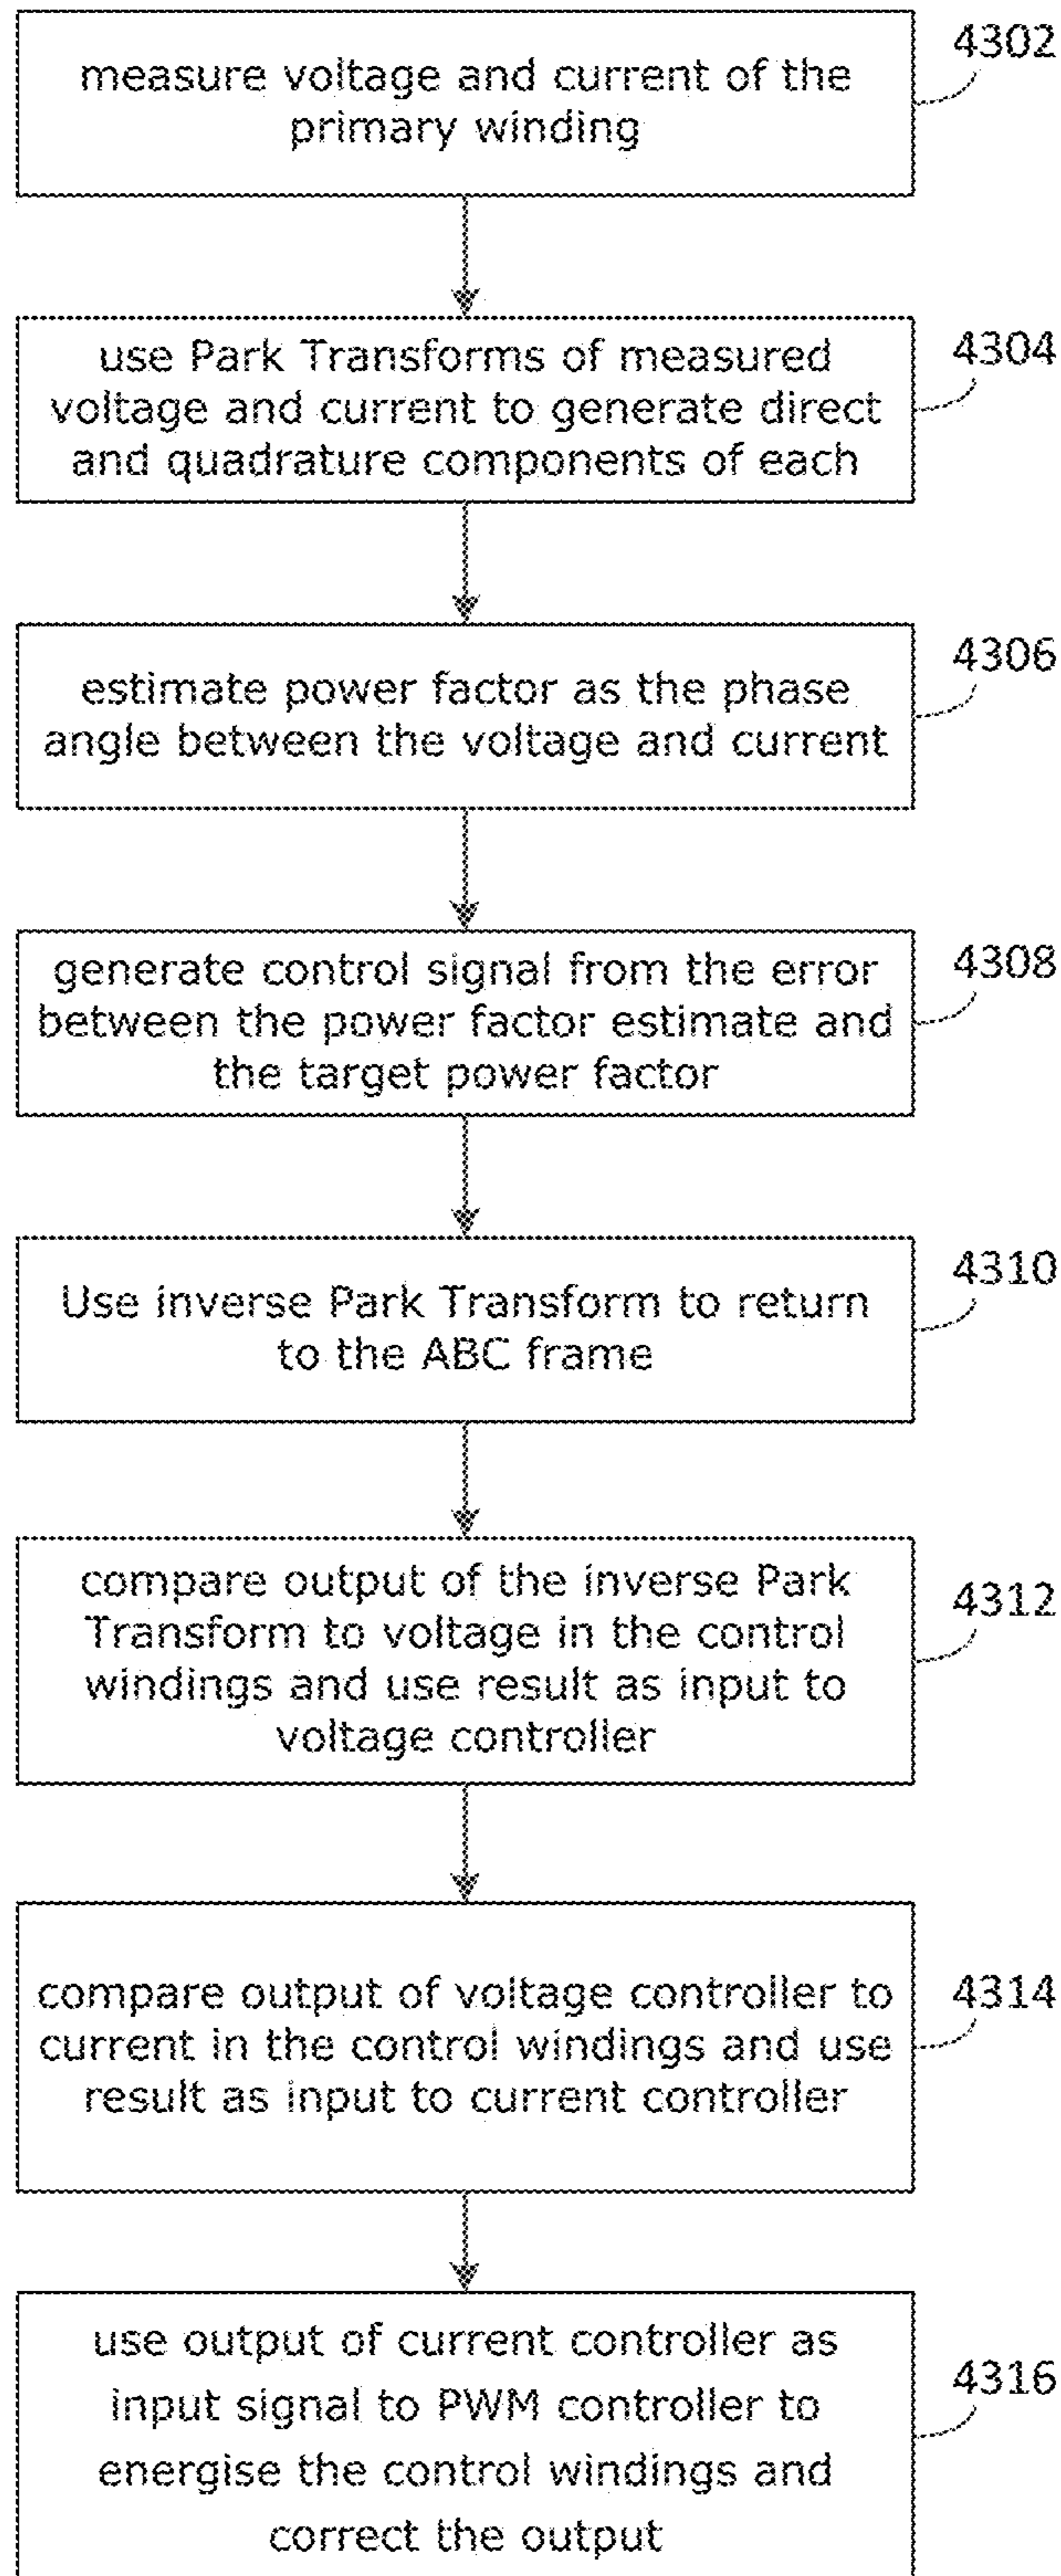 measure voltage and current of the
primary winding
4302
use Park Transforms of measured
voltage and current to generate direct
and quadrature components of each
4304
estimate power factor as the phase
angle between the voltage and current
4306
generate control signal from the error
between the power factor estimate and
the target power factor
4308
Use inverse Park Transform to return
to the ABC frame
4310
compare output of the inverse Park
Transform to voltage in the control
windings and use result as input to
voltage controller
4312
compare output of voltage controller to
current in the control windings and use
result as input to current controller
4314
use output of current controller as
input signal to PWM controller to
energise the control windings and
correct the output
4316